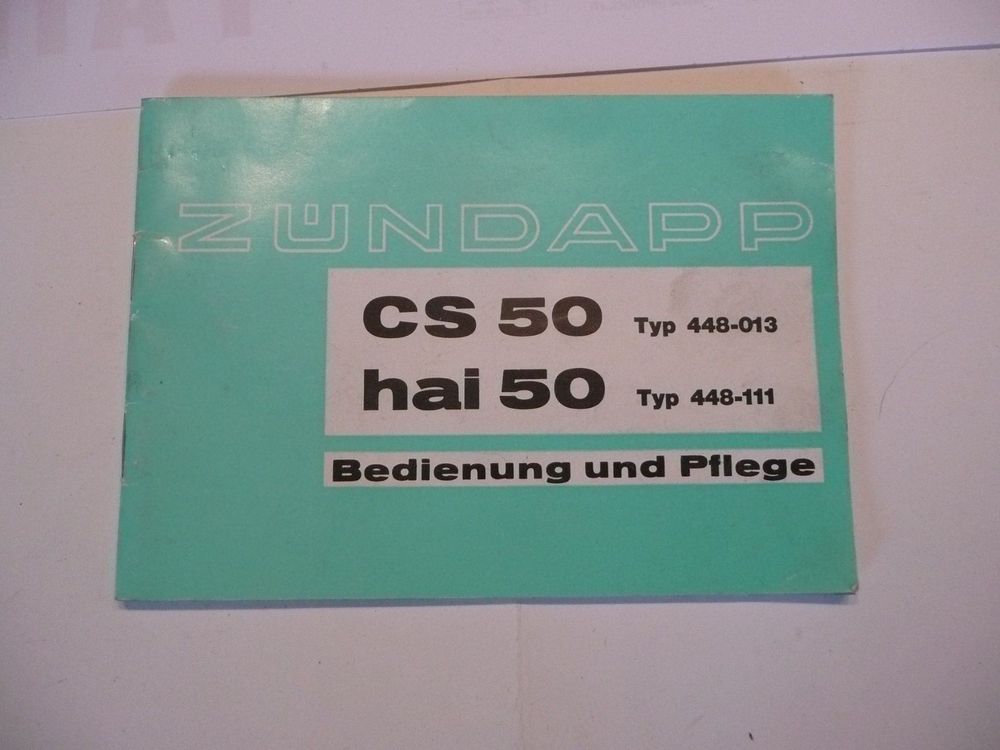 ZÜNDAPP
CS 50 Typ 448-013
hai 50 Typ 448-111
Bedienung und Pflege